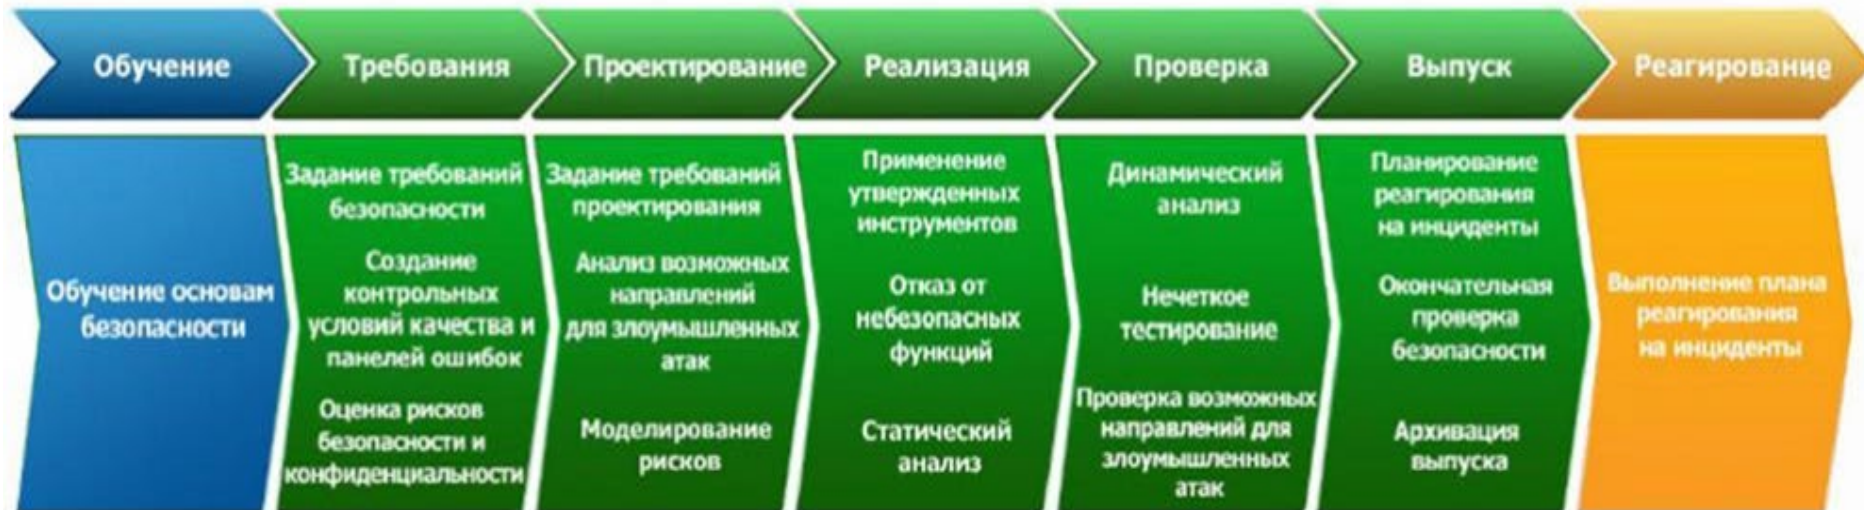 Обучение
Требования
Проектирование
Реализация
Проверка
Выпуск
Реагирование
Обучение основам
безопасности
Задание требований
безопасности
Создание
контрольных
условий качества и
панелей ошибок
Оценка рисков
безопасности и
конфиденциальности
Задание требований
проектирования
Анализ возможных
направлений
для злоумышленных
атак
Моделирование
рисков
Применение
утвержденных
инструментов
Отказ от
небезопасных
функций
Статический
анализ
Динамический
анализ
Нечеткое
тестирование
Проверка возможных
направлений для
злоумышленных
атак
Планирование
реагирования
на инциденты
Окончательная
проверка
безопасности
Архивация
выпуска
Выполнение плана
реагирования
на инциденты